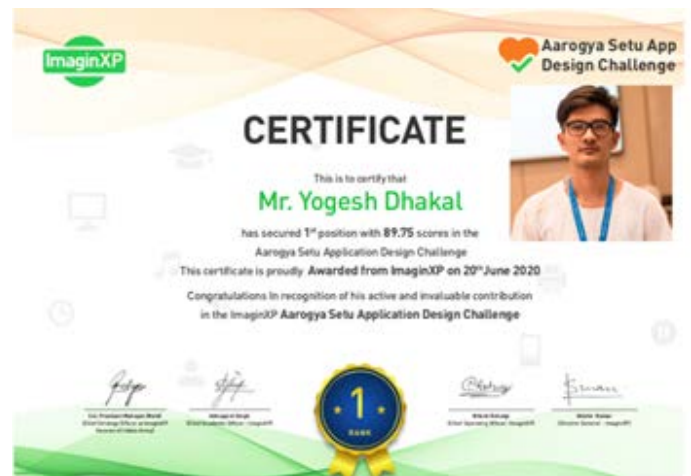 ImaginXP
Aarogya Setu App
Design Challenge
CERTIFICATE
This is to certify that
Mr. Yogesh Dhakal
has secured 1st position with 89.75 scores in the
Aarogya Setu Application Design Challenge
This certificate is proudly Awarded from ImaginXP on 20th June 2020
Congratulations In recognition of his active and invaluable contribution
in the ImaginXP Aarogya Setu Application Design Challenge
1
RANK